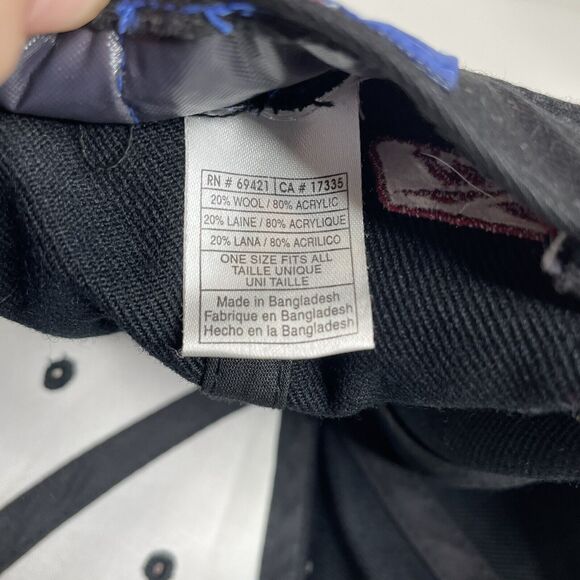 RN # 69421 | CA # 17335
20% WOOL / 80% ACRYLIC
20% LAINE / 80% ACRYLIQUE
20% LANA / 80% ACRILICO
ONE SIZE FITS ALL
TAILLE UNIQUE
UNI TAILLE
Made in Bangladesh
Fabrique en Bangladesh
Hecho en la Bangladesh